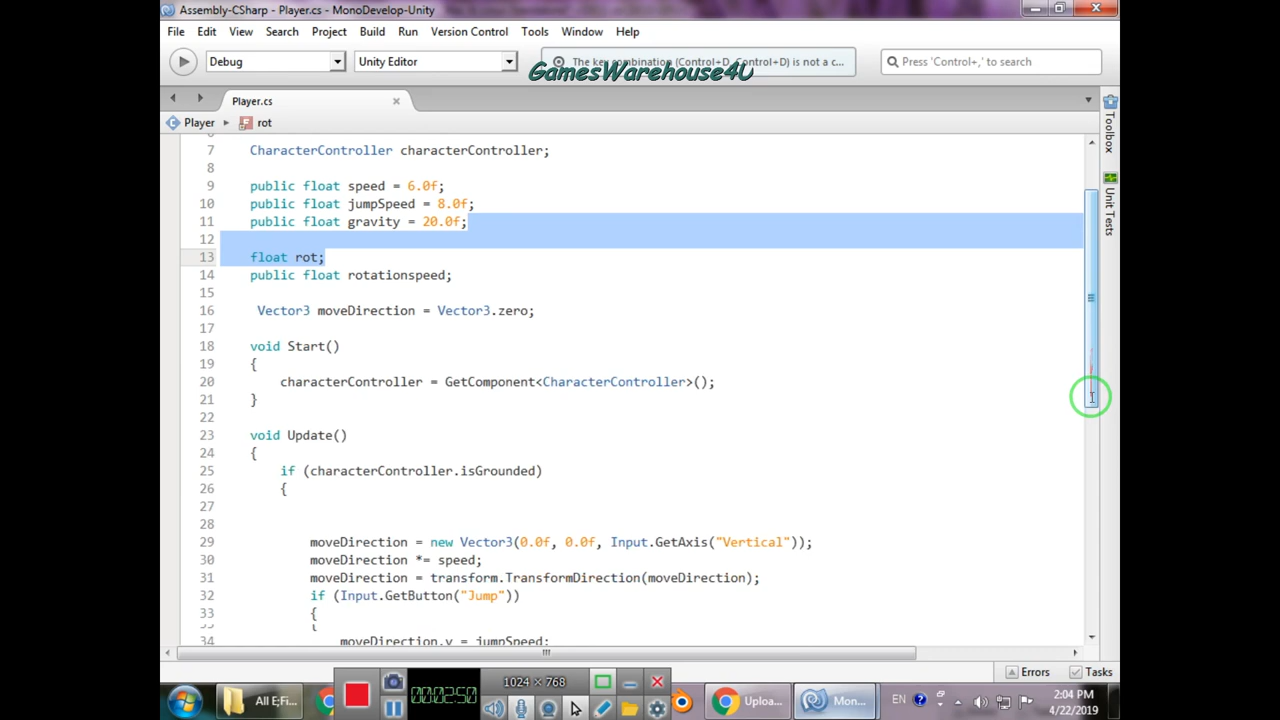 Assembly-CSharp - Player.cs - MonoDevelop-Unity
File Edit View Search Project Build Run Version Control Tools Window Help
Debug Unity Editor The key combination (Control+D, Control+D) is not a c... Press 'Control+,' to search
GamesWarehouse4U
Player.cs
Player rot
Toolbox
Unit Tests
7 CharacterController characterController;
8
9 public float speed = 6.0f;
10 public float jumpSpeed = 8.0f;
11 public float gravity = 20.0f;
12
13 float rot;
14 public float rotationspeed;
15
16 Vector3 moveDirection = Vector3.zero;
17
18 void Start()
19 {
20 characterController = GetComponent<CharacterController>();
21 }
22
23 void Update()
24 {
25 if (characterController.isGrounded)
26 {
27
28
29 moveDirection = new Vector3(0.0f, 0.0f, Input.GetAxis("Vertical"));
30 moveDirection *= speed;
31 moveDirection = transform.TransformDirection(moveDirection);
32 if (Input.GetButton("Jump"))
33 {
34 moveDirection.y = jumpSpeed;
Errors Tasks
1024 × 768
All E;Fi...
00:02:50
Uploa...
Mon...
EN
2:04 PM
4/22/2019